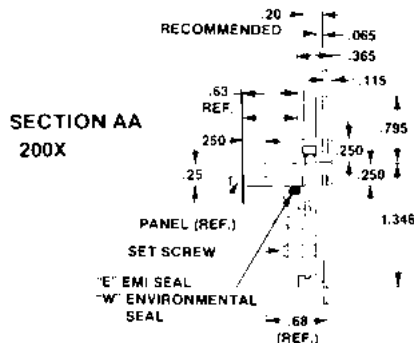 .20
RECOMMENDED
.065
.365
.115
.63
REF.
SECTION AA
200X
.795
250
.250
.25
.250
PANEL (REF.)
1.346
SET SCREW
"E" EMI SEAL
"W" ENVIRONMENTAL
SEAL
.68
(REF.)